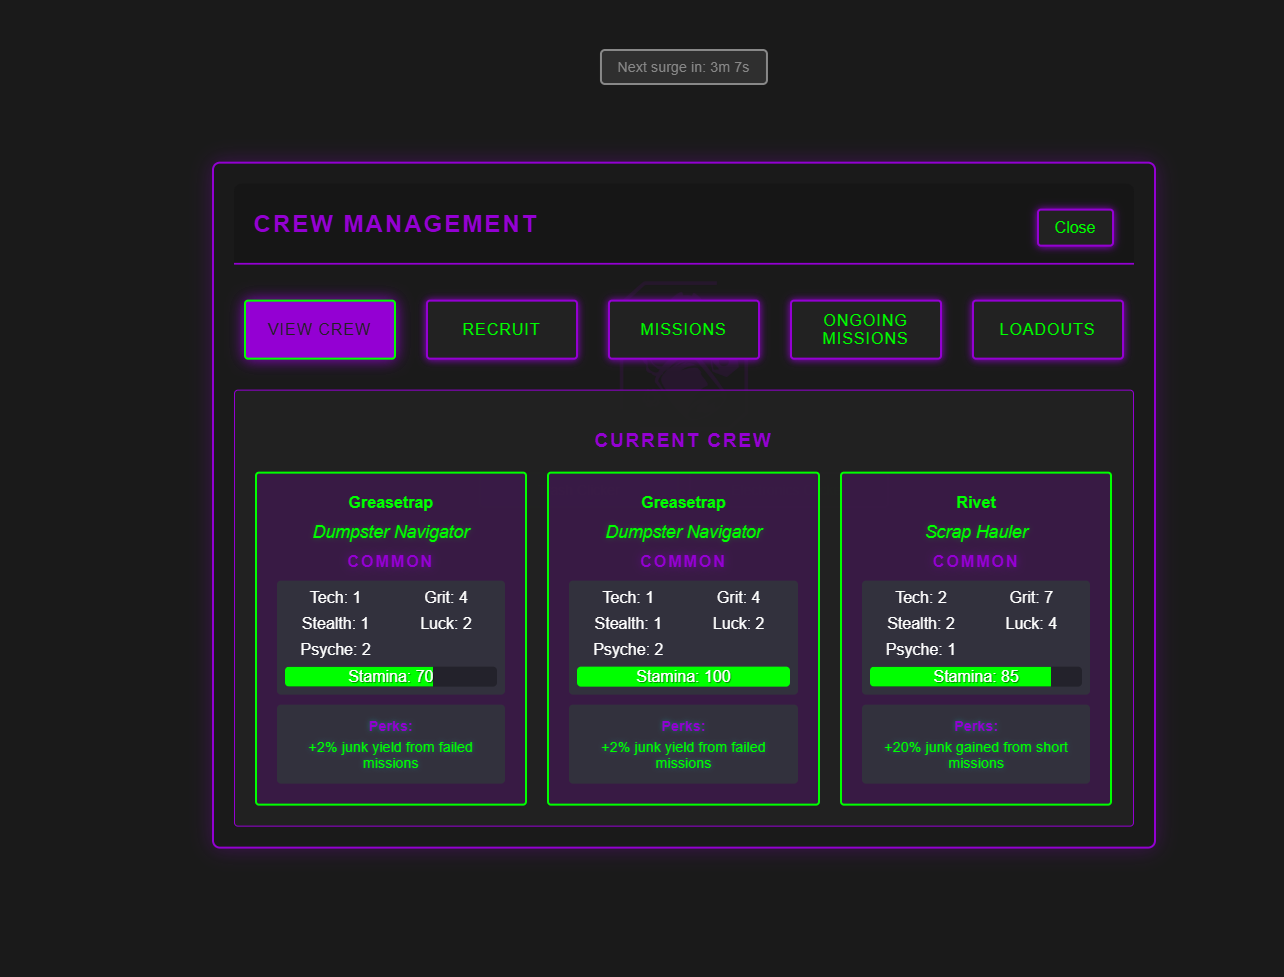 Next surge in: 3m 7s
CREW MANAGEMENT
Close
VIEW CREW
RECRUIT
MISSIONS
ONGOING
MISSIONS
LOADOUTS
CURRENT CREW
Greasetrap
Dumpster Navigator
COMMON
Tech: 1 Grit: 4
Stealth: 1 Luck: 2
Psyche: 2
Stamina: 70
Perks:
+2% junk yield from failed
missions
Greasetrap
Dumpster Navigator
COMMON
Tech: 1 Grit: 4
Stealth: 1 Luck: 2
Psyche: 2
Stamina: 100
Perks:
+2% junk yield from failed
missions
Rivet
Scrap Hauler
COMMON
Tech: 2 Grit: 7
Stealth: 2 Luck: 4
Psyche: 1
Stamina: 85
Perks:
+20% junk gained from short
missions